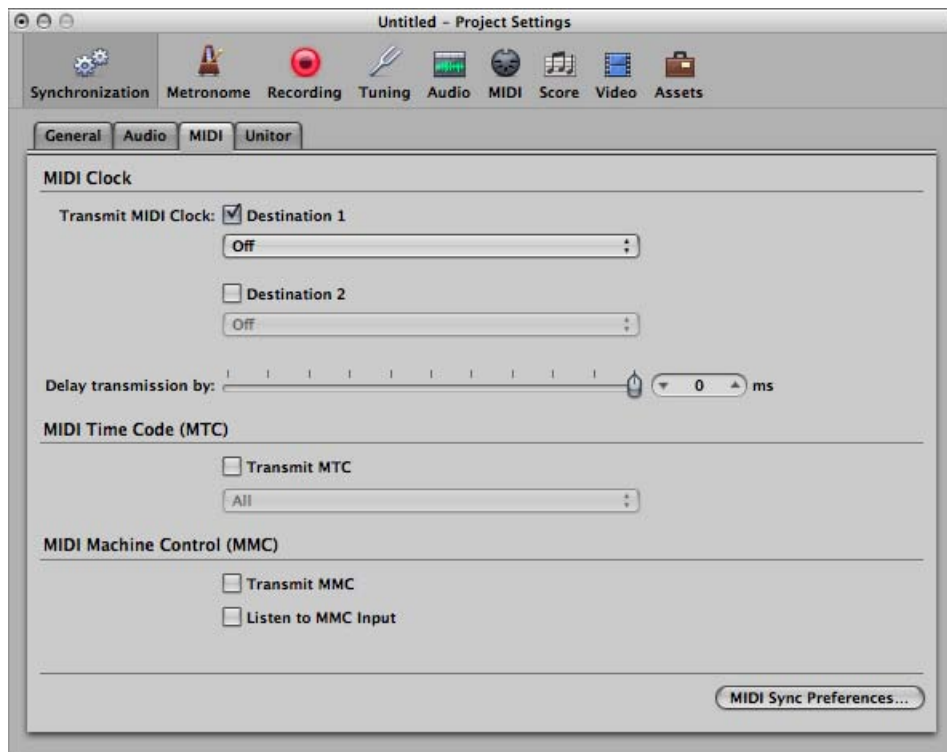 Untitled – Project Settings
Synchronization Metronome Recording Tuning Audio MIDI Score Video Assets
General Audio MIDI Unitor
MIDI Clock
Transmit MIDI Clock: Destination 1
Off
Destination 2
Off
Delay transmission by: 0 ms
MIDI Time Code (MTC)
Transmit MTC
All
MIDI Machine Control (MMC)
Transmit MMC
Listen to MMC Input
MIDI Sync Preferences...